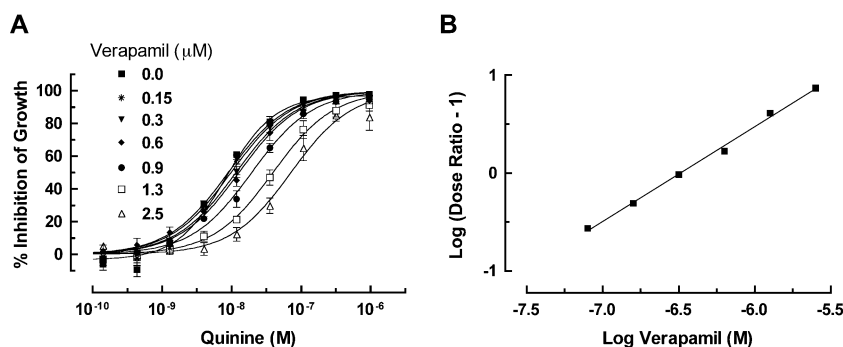 A
Verapamil (μM)
0.0
0.15
0.3
0.6
0.9
1.3
2.5
% Inhibition of Growth
100
80
60
40
20
0
10⁻¹⁰ 10⁻⁹ 10⁻⁸ 10⁻⁷ 10⁻⁶
Quinine (M)
B
Log (Dose Ratio - 1)
1
0
-1
-7.5 -7.0 -6.5 -6.0 -5.5
Log Verapamil (M)